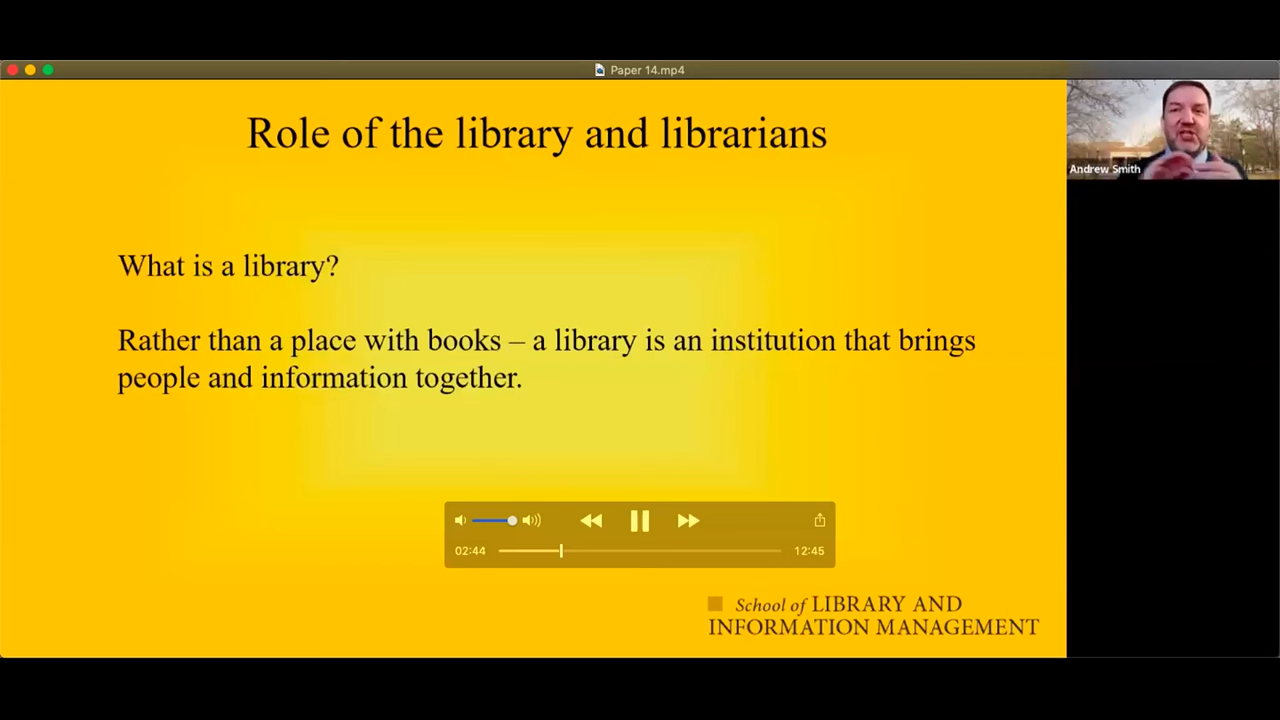 Paper 14.mp4
Role of the library and librarians
Andrew Smith
What is a library?
Rather than a place with books – a library is an institution that brings
people and information together.
02:44
12:45
School of LIBRARY AND
INFORMATION MANAGEMENT